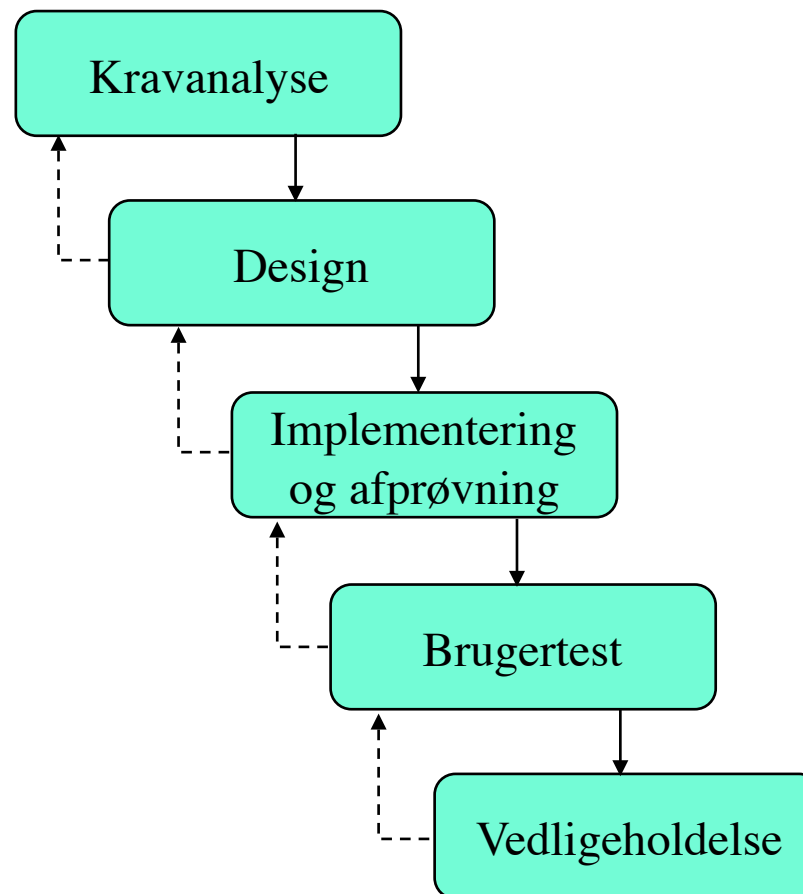 Kravanalyse
Design
Implementering
og afprøvning
Brugertest
Vedligeholdelse